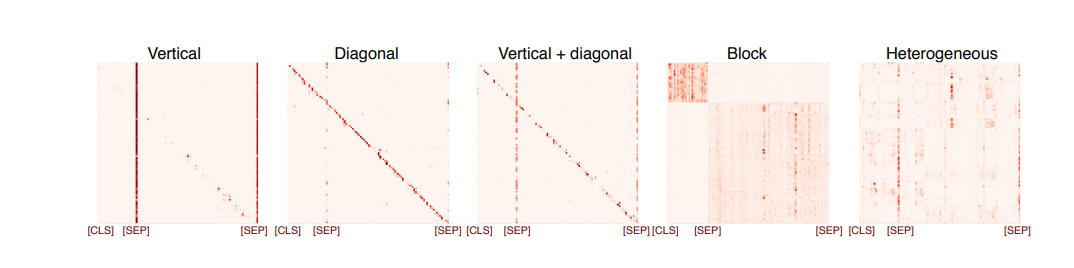 Vertical Diagonal Vertical + diagonal Block Heterogeneous
[CLS] [SEP] [SEP] [CLS] [SEP] [SEP] [CLS] [SEP] [SEP] [CLS] [SEP] [SEP] [CLS] [SEP] [SEP]